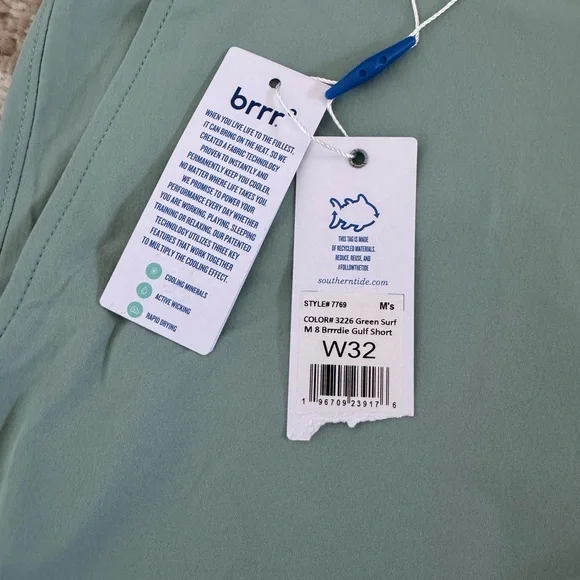 brrr°
WHEN YOU LIVE LIFE TO THE FULLEST
IT CAN BRING ON THE HEAT. SO WE
CREATED A FABRIC TECHNOLOGY
PROVEN TO INSTANTLY AND
PERMANENTLY KEEP YOU COOLER,
NO MATTER WHERE LIFE TAKES YOU.
WE PROMISE TO POWER YOUR
PERFORMANCE EVERY DAY WHETHER
YOU ARE WORKING, PLAYING, SLEEPING
TRAINING OR RELAXING. OUR PATENTED
TECHNOLOGY UTILIZES THREE KEY
FEATURES THAT WORK TOGETHER
TO MULTIPLY THE COOLING EFFECT.
COOLING MINERALS
ACTIVE WICKING
RAPID DRYING
THIS TAG IS MADE
OF RECYCLED MATERIALS.
REDUCE, REUSE, AND
#FOLLOWTHETIDE
southerntide.com
STYLE# 7769 M's
COLOR# 3226 Green Surf
M 8 Brrrdie Gulf Short
W32
1 96709 23917 6